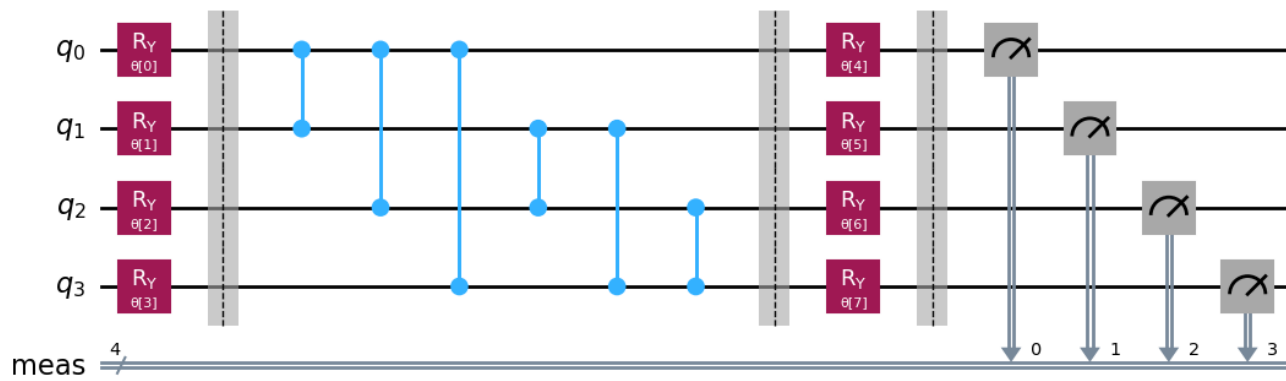 q0 RY θ[0] RY θ[4]
q1 RY θ[1] RY θ[5]
q2 RY θ[2] RY θ[6]
q3 RY θ[3] RY θ[7]
meas 4 0 1 2 3